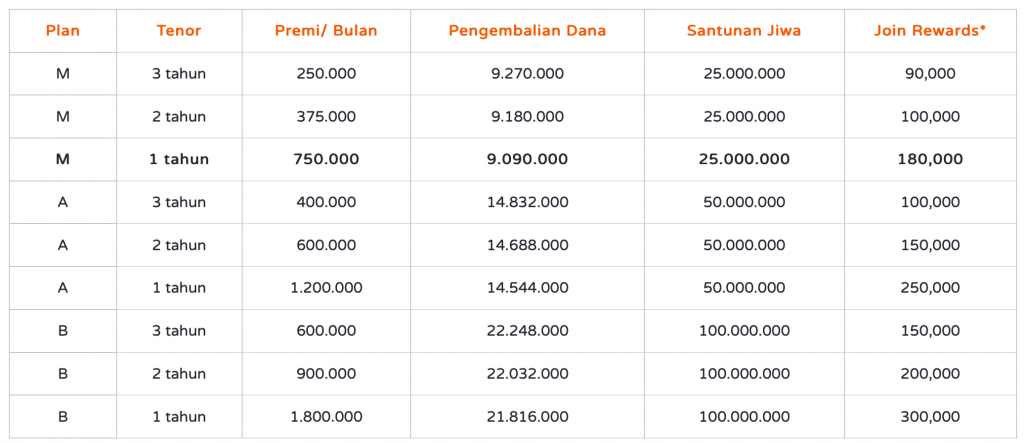 Plan Tenor Premi/ Bulan Pengembalian Dana Santunan Jiwa Join Rewards*
M 3 tahun 250.000 9.270.000 25.000.000 90,000
M 2 tahun 375.000 9.180.000 25.000.000 100,000
M 1 tahun 750.000 9.090.000 25.000.000 180,000
A 3 tahun 400.000 14.832.000 50.000.000 100,000
A 2 tahun 600.000 14.688.000 50.000.000 150,000
A 1 tahun 1.200.000 14.544.000 50.000.000 250,000
B 3 tahun 600.000 22.248.000 100.000.000 150,000
B 2 tahun 900.000 22.032.000 100.000.000 200,000
B 1 tahun 1.800.000 21.816.000 100.000.000 300,000